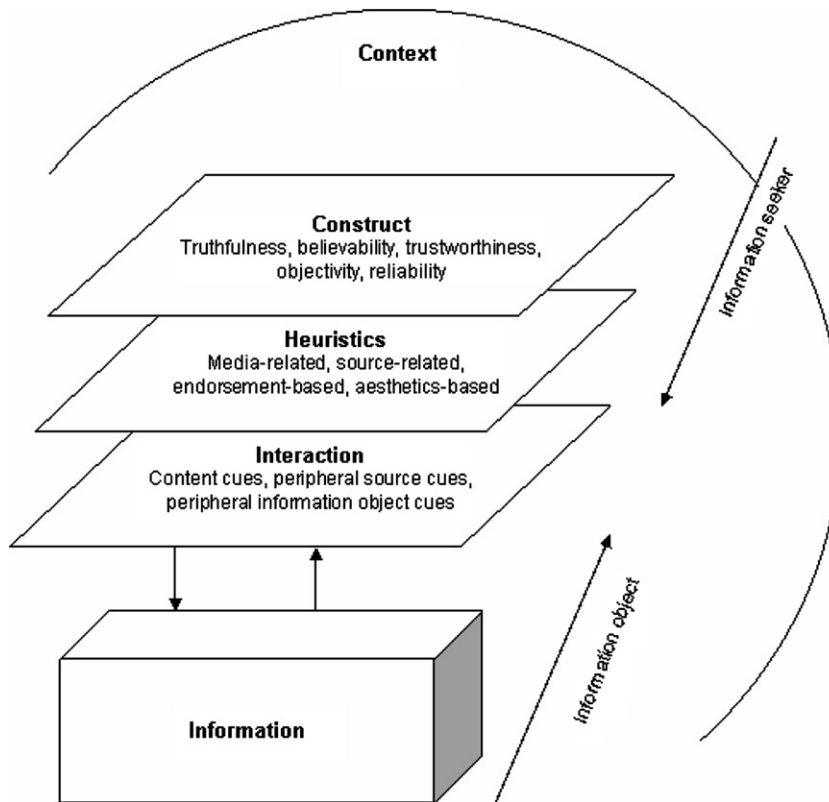 Context
Construct
Truthfulness, believability, trustworthiness,
objectivity, reliability
Information seeker
Heuristics
Media-related, source-related,
endorsement-based, aesthetics-based
Interaction
Content cues, peripheral source cues,
peripheral information object cues
Information object
Information